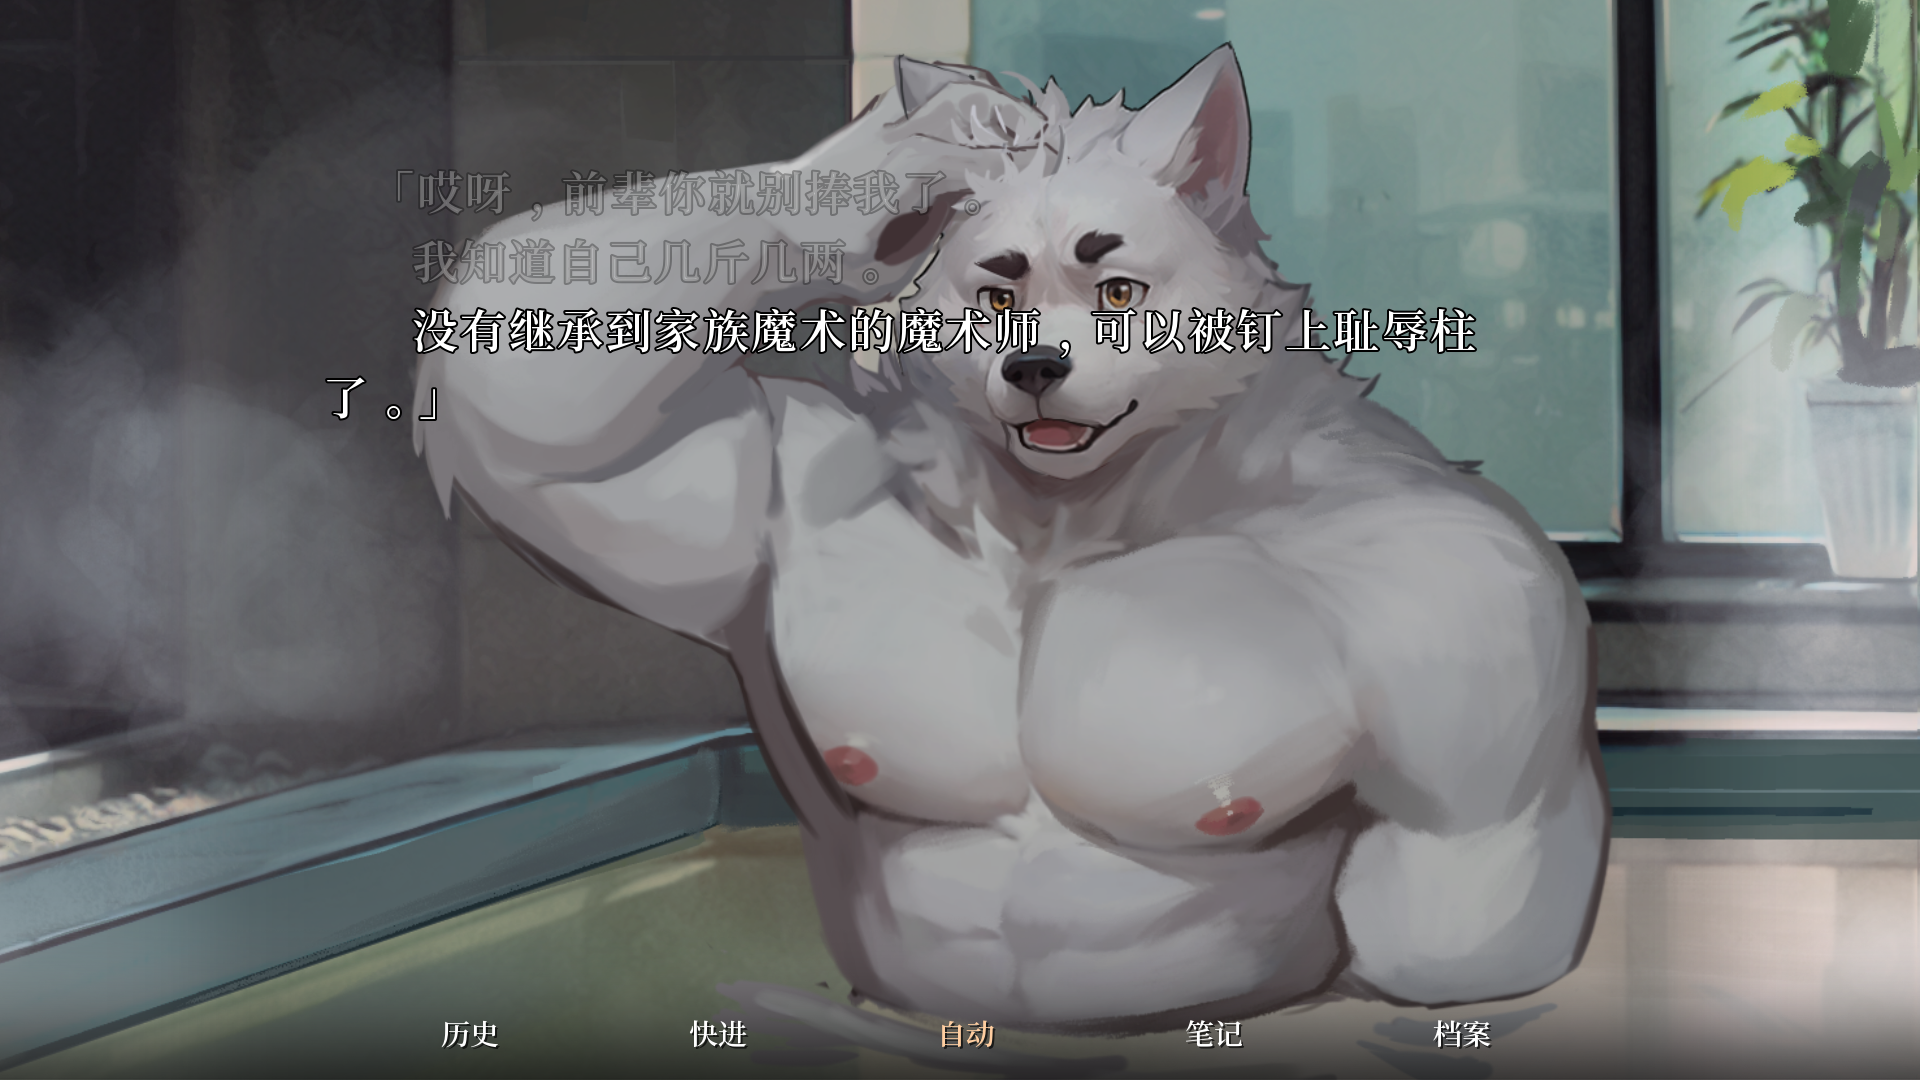 「哎呀，前辈你就别捧我了。
我知道自己几斤几两。
没有继承到家族魔术的魔术师，可以被钉上耻辱柱
了。」
历史 快进 自动 笔记 档案